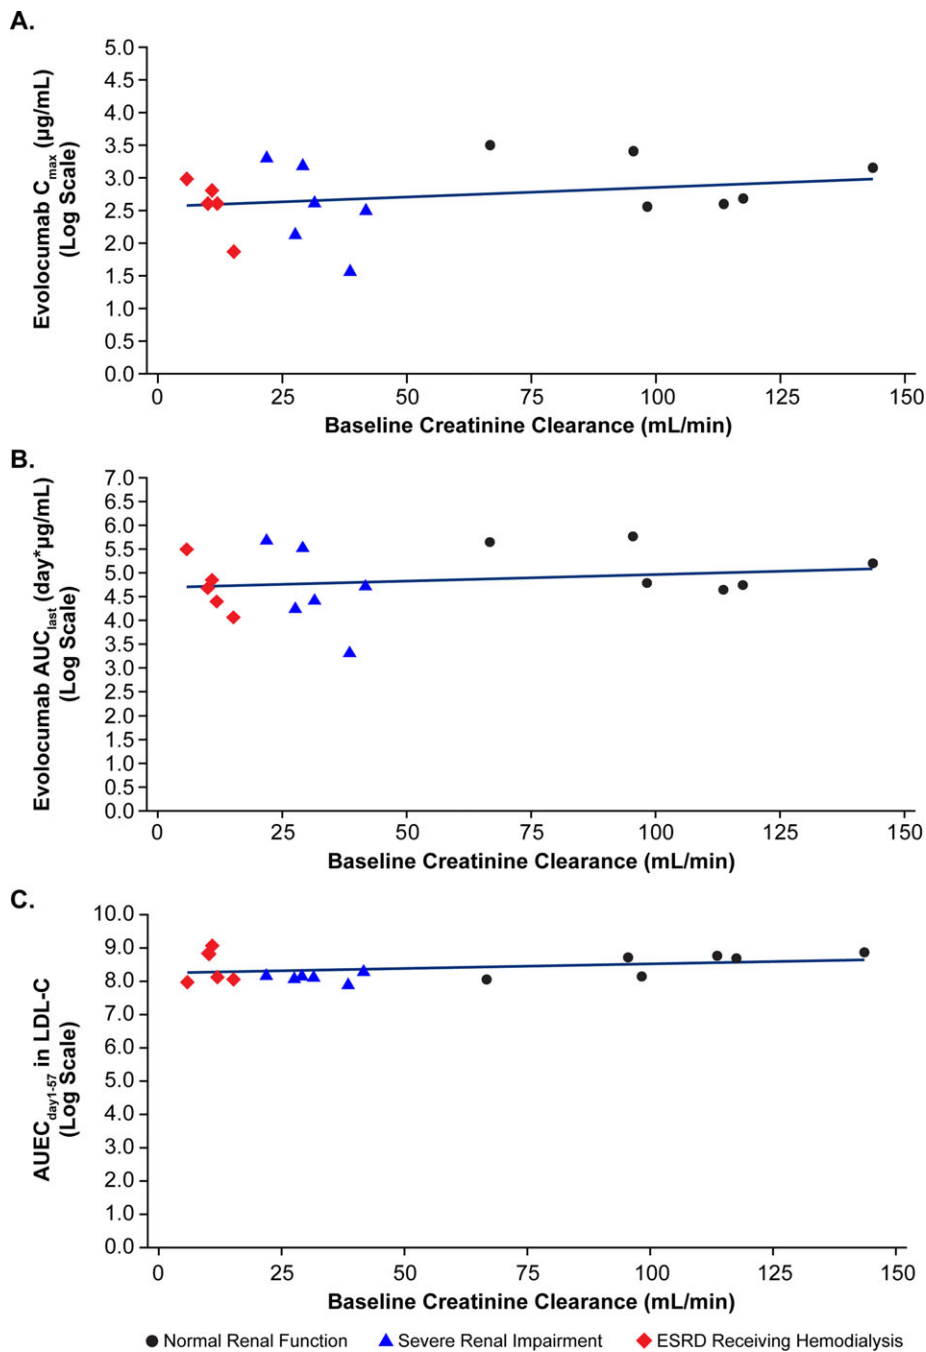 A.
Evolocumab Cmax (µg/mL)
(Log Scale)
5.0
4.5
4.0
3.5
3.0
2.5
2.0
1.5
1.0
0.5
0.0
0 25 50 75 100 125 150
Baseline Creatinine Clearance (mL/min)
B.
Evolocumab AUClast (day*µg/mL)
(Log Scale)
7.0
6.5
6.0
5.5
5.0
4.5
4.0
3.5
3.0
2.5
2.0
1.5
1.0
0.5
0.0
0 25 50 75 100 125 150
Baseline Creatinine Clearance (mL/min)
C.
AUECday1-57 in LDL-C
(Log Scale)
10.0
9.0
8.0
7.0
6.0
5.0
4.0
3.0
2.0
1.0
0.0
0 25 50 75 100 125 150
Baseline Creatinine Clearance (mL/min)
Normal Renal Function Severe Renal Impairment ESRD Receiving Hemodialysis